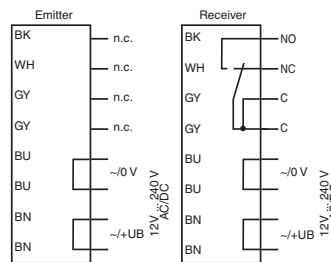 Emitter
BK
n.c.
WH
n.c.
GY
n.c.
GY
n.c.
BU
BU
~/0 V
BN
BN
~/+UB
12 V ... 240 V
AC/DC
Receiver
BK
NO
WH
NC
GY
C
GY
C
BU
BU
~/0 V
BN
BN
~/+UB
12 V ... 240 V